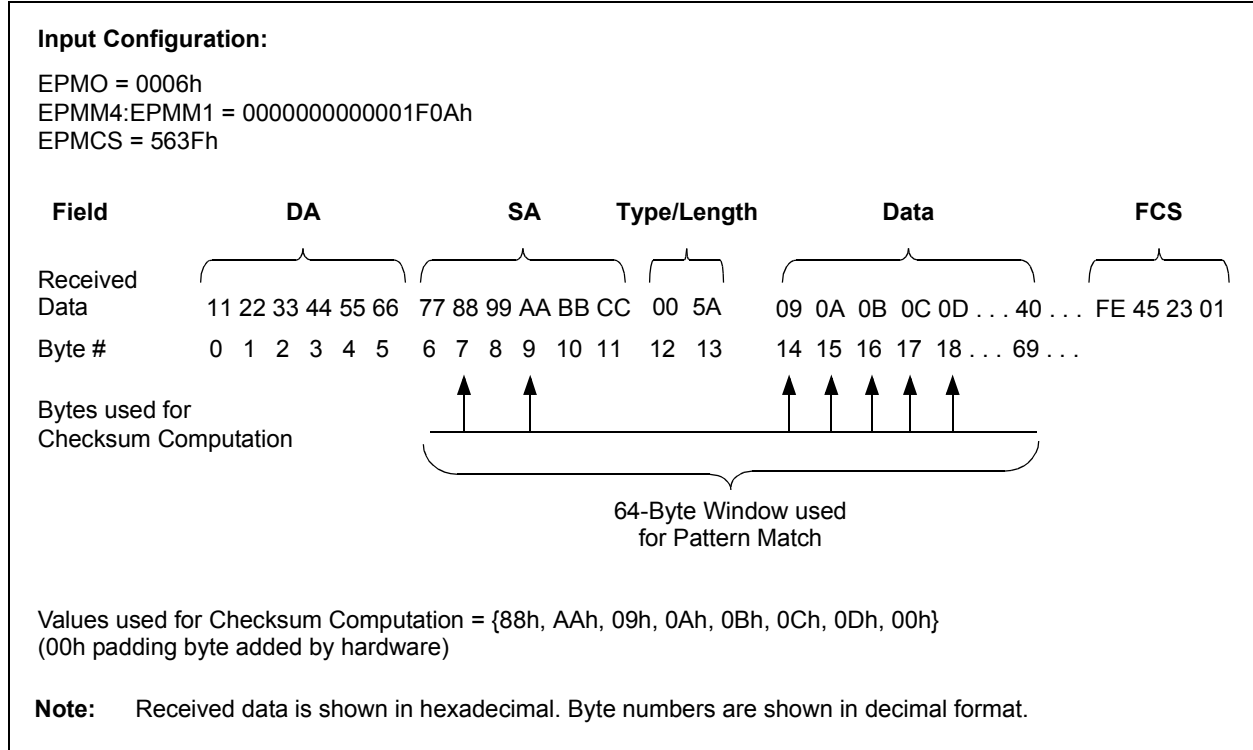 Input Configuration:
EPMO = 0006h
EPMM4:EPMM1 = 0000000000001F0Ah
EPMCS = 563Fh
Field DA SA Type/Length Data FCS
Received
Data 11 22 33 44 55 66 77 88 99 AA BB CC 00 5A 09 0A 0B 0C 0D . . . 40 . . . FE 45 23 01
Byte # 0 1 2 3 4 5 6 7 8 9 10 11 12 13 14 15 16 17 18 . . . 69 . . .
Bytes used for
Checksum Computation
64-Byte Window used
for Pattern Match
Values used for Checksum Computation = {88h, AAh, 09h, 0Ah, 0Bh, 0Ch, 0Dh, 00h}
(00h padding byte added by hardware)
Note: Received data is shown in hexadecimal. Byte numbers are shown in decimal format.